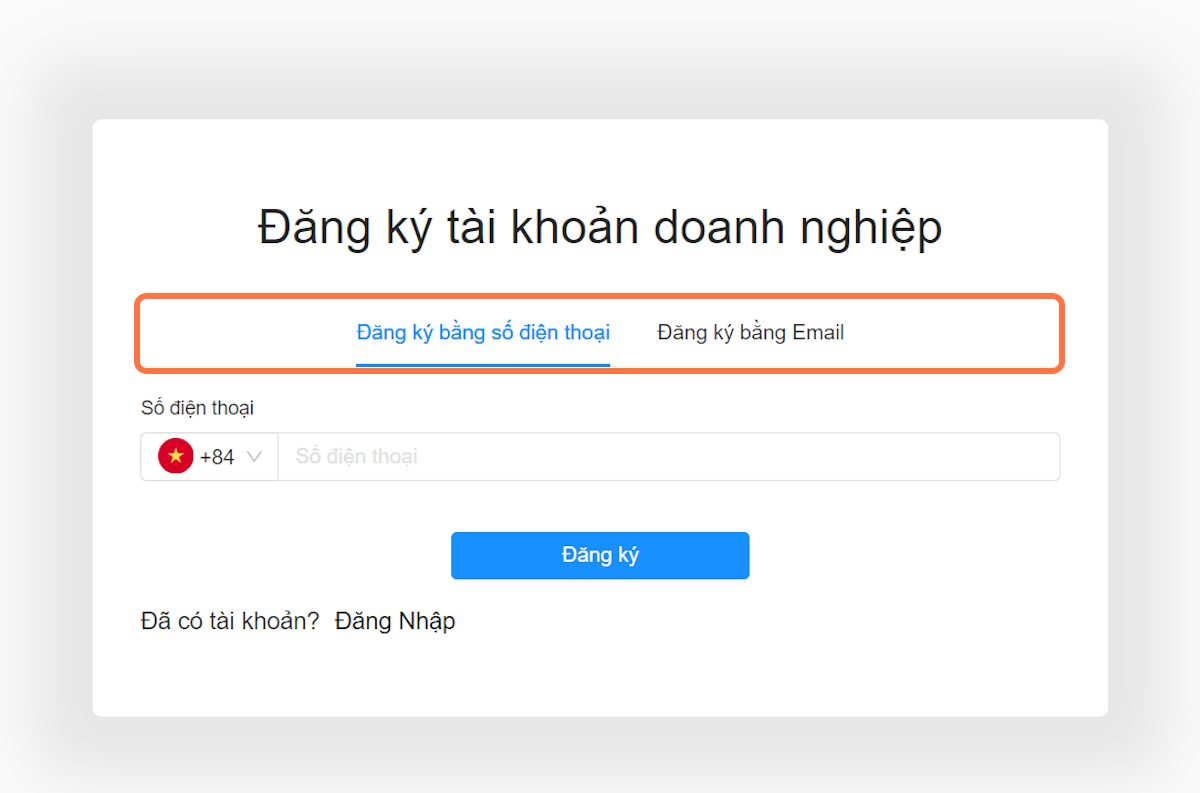 Đăng ký tài khoản doanh nghiệp
Đăng ký bằng số điện thoại Đăng ký bằng Email
Số điện thoại
+84 Số điện thoại
Đăng ký
Đã có tài khoản? Đăng Nhập